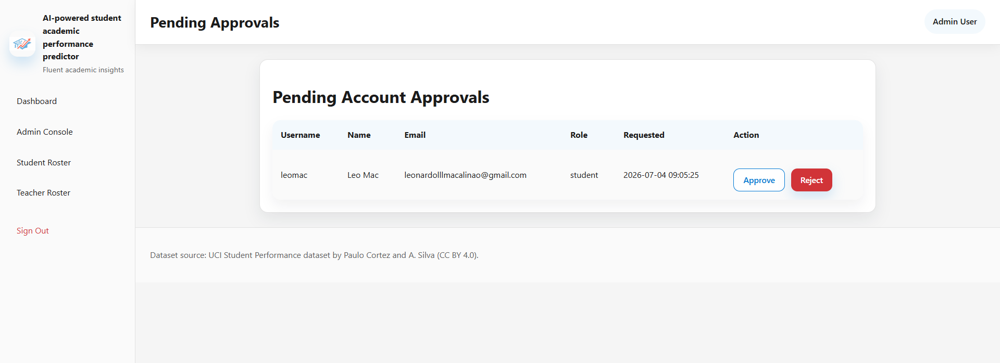 AI-powered student
academic
performance
predictor
Fluent academic insights
Dashboard
Admin Console
Student Roster
Teacher Roster
Sign Out
Pending Approvals
Admin User
Pending Account Approvals
Username Name Email Role Requested Action
leomac Leo Mac leonardolllmacalinao@gmail.com student 2026-07-04 09:05:25 Approve Reject
Dataset source: UCI Student Performance dataset by Paulo Cortez and A. Silva (CC BY 4.0).